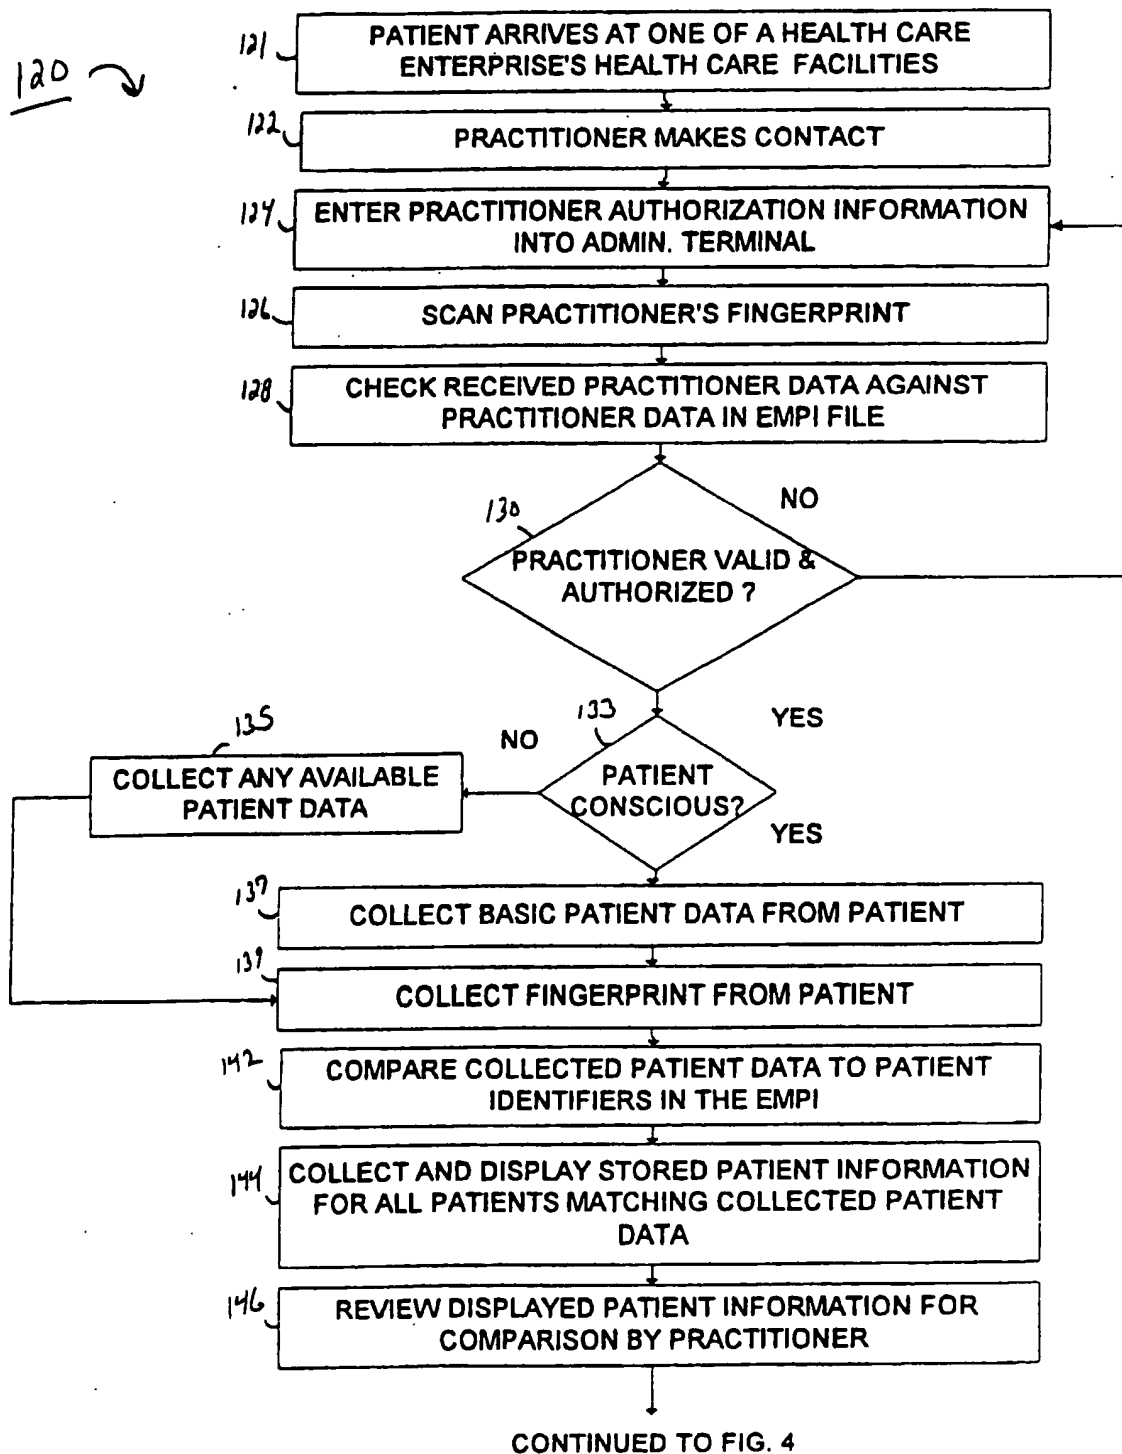 120
121
PATIENT ARRIVES AT ONE OF A HEALTH CARE
ENTERPRISE'S HEALTH CARE FACILITIES
122
PRACTITIONER MAKES CONTACT
124
ENTER PRACTITIONER AUTHORIZATION INFORMATION
INTO ADMIN. TERMINAL
126
SCAN PRACTITIONER'S FINGERPRINT
128
CHECK RECEIVED PRACTITIONER DATA AGAINST
PRACTITIONER DATA IN EMPI FILE
130
NO
PRACTITIONER VALID &
AUTHORIZED ?
YES
133
NO
135
COLLECT ANY AVAILABLE
PATIENT DATA
PATIENT
CONSCIOUS?
YES
137
COLLECT BASIC PATIENT DATA FROM PATIENT
139
COLLECT FINGERPRINT FROM PATIENT
142
COMPARE COLLECTED PATIENT DATA TO PATIENT
IDENTIFIERS IN THE EMPI
144
COLLECT AND DISPLAY STORED PATIENT INFORMATION
FOR ALL PATIENTS MATCHING COLLECTED PATIENT
DATA
146
REVIEW DISPLAYED PATIENT INFORMATION FOR
COMPARISON BY PRACTITIONER
CONTINUED TO FIG. 4